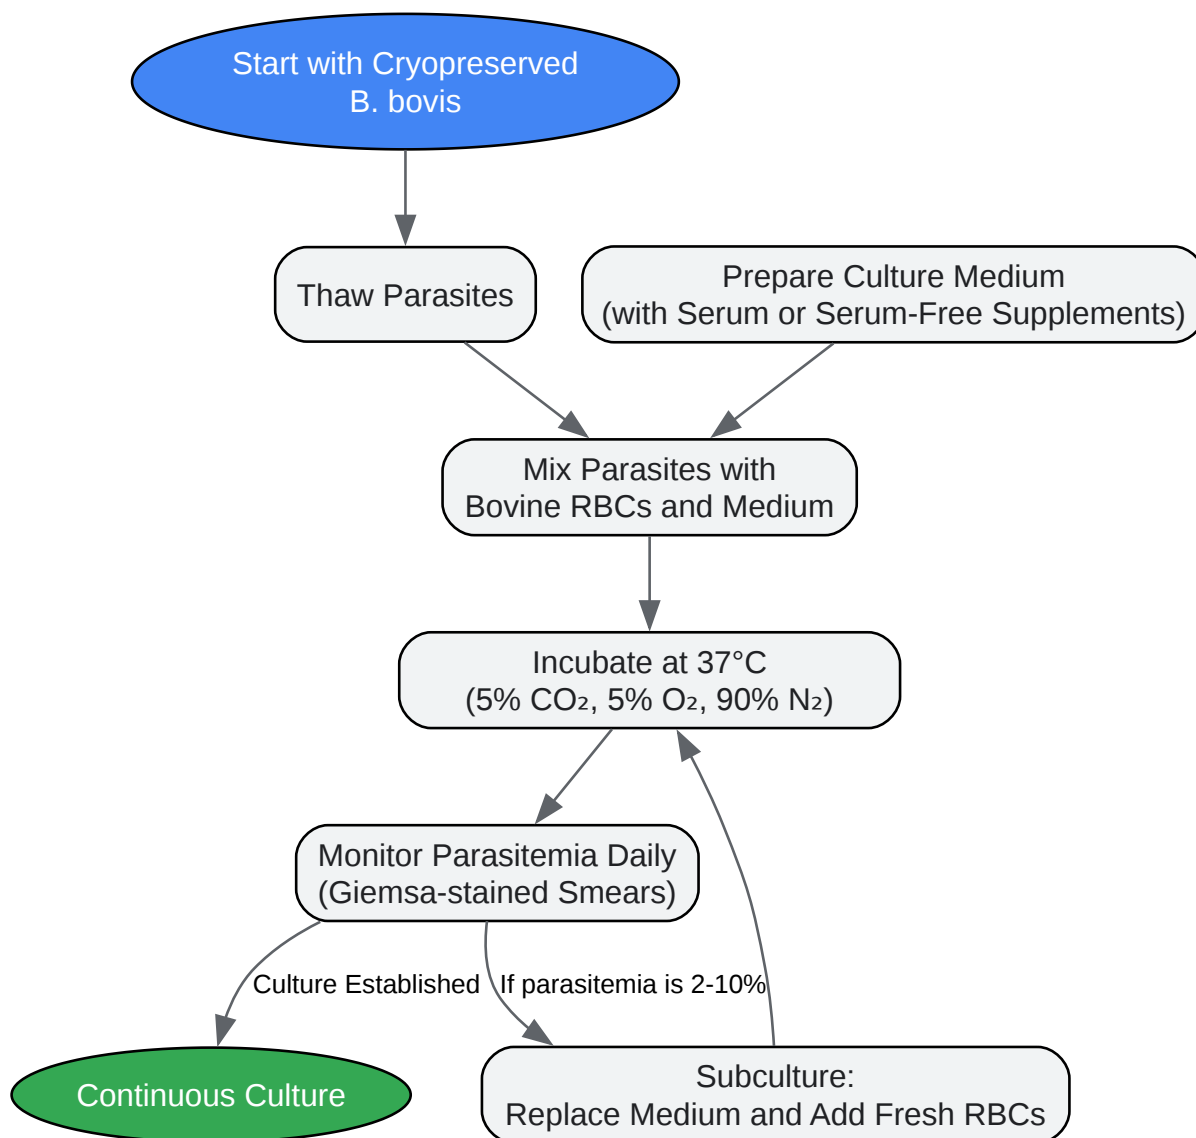 Start with Cryopreserved
B. bovis
Thaw Parasites
Prepare Culture Medium
(with Serum or Serum-Free Supplements)
Mix Parasites with
Bovine RBCs and Medium
Incubate at 37°C
(5% CO₂, 5% O₂, 90% N₂)
Monitor Parasitemia Daily
(Giemsa-stained Smears)
Culture Established
If parasitemia is 2-10%
Continuous Culture
Subculture:
Replace Medium and Add Fresh RBCs